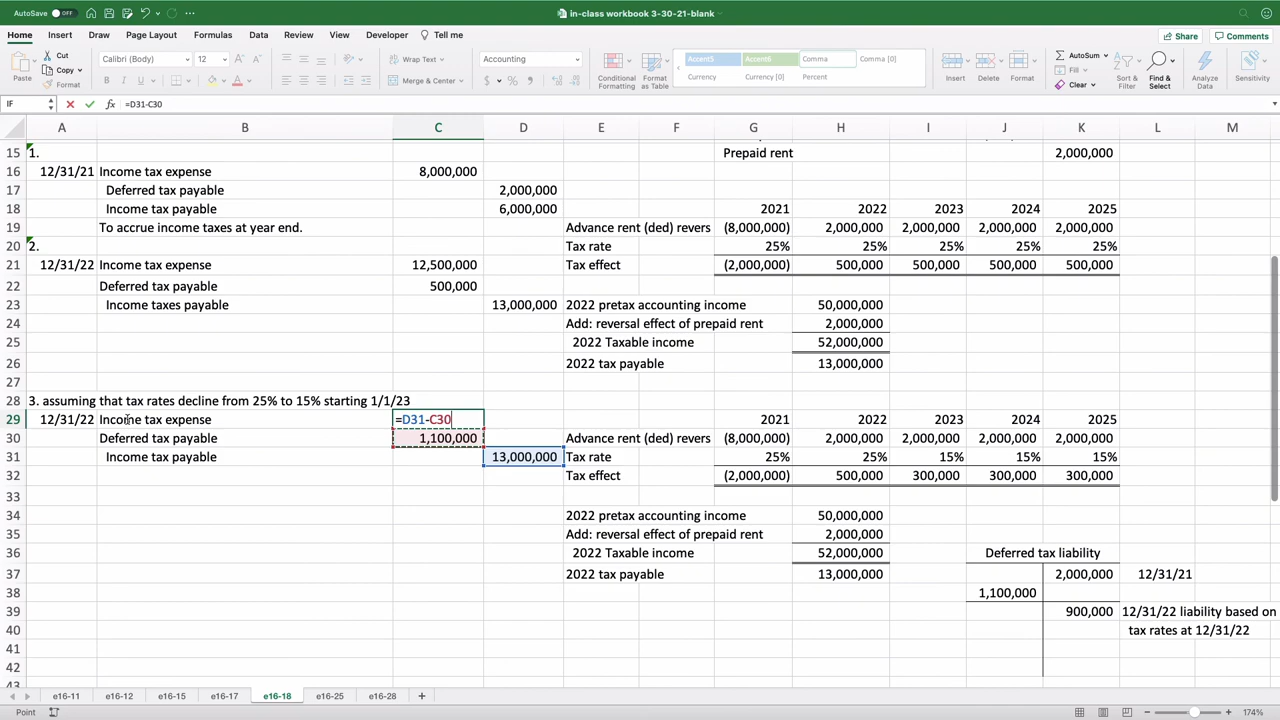 AutoSave OFF in-class workbook 3-30-21-blank
Home Insert Draw Page Layout Formulas Data Review View Developer Tell me Share Comments
Paste Cut Copy Format Calibri (Body) 12 Wrap Text Merge & Center Accounting Conditional Formatting Format as Table Accent5 Accent6 Comma Comma [0] Currency Currency [0] Percent Insert Delete Format AutoSum Fill Clear Sort & Filter Find & Select Analyze Data Sensitivity
IF fx =D31-C30
A B C D E F G H I J K L M
15 1. Prepaid rent 2,000,000
16 12/31/21 Income tax expense 8,000,000
17 Deferred tax payable 2,000,000
18 Income tax payable 6,000,000 2021 2022 2023 2024 2025
19 To accrue income taxes at year end. Advance rent (ded) revers (8,000,000) 2,000,000 2,000,000 2,000,000 2,000,000
20 2. Tax rate 25% 25% 25% 25% 25%
21 12/31/22 Income tax expense 12,500,000 Tax effect (2,000,000) 500,000 500,000 500,000 500,000
22 Deferred tax payable 500,000
23 Income taxes payable 13,000,000 2022 pretax accounting income 50,000,000
24 Add: reversal effect of prepaid rent 2,000,000
25 2022 Taxable income 52,000,000
26 2022 tax payable 13,000,000
27
28 3. assuming that tax rates decline from 25% to 15% starting 1/1/23
29 12/31/22 Income tax expense =D31-C30 2021 2022 2023 2024 2025
30 Deferred tax payable 1,100,000 Advance rent (ded) revers (8,000,000) 2,000,000 2,000,000 2,000,000 2,000,000
31 Income tax payable 13,000,000 Tax rate 25% 25% 15% 15% 15%
32 Tax effect (2,000,000) 500,000 300,000 300,000 300,000
33
34 2022 pretax accounting income 50,000,000
35 Add: reversal effect of prepaid rent 2,000,000
36 2022 Taxable income 52,000,000 Deferred tax liability
37 2022 tax payable 13,000,000 2,000,000 12/31/21
38 1,100,000
39 900,000 12/31/22 liability based on
40 tax rates at 12/31/22
41
42
43
e16-11 e16-12 e16-15 e16-17 e16-18 e16-25 e16-28 +
Point 174%